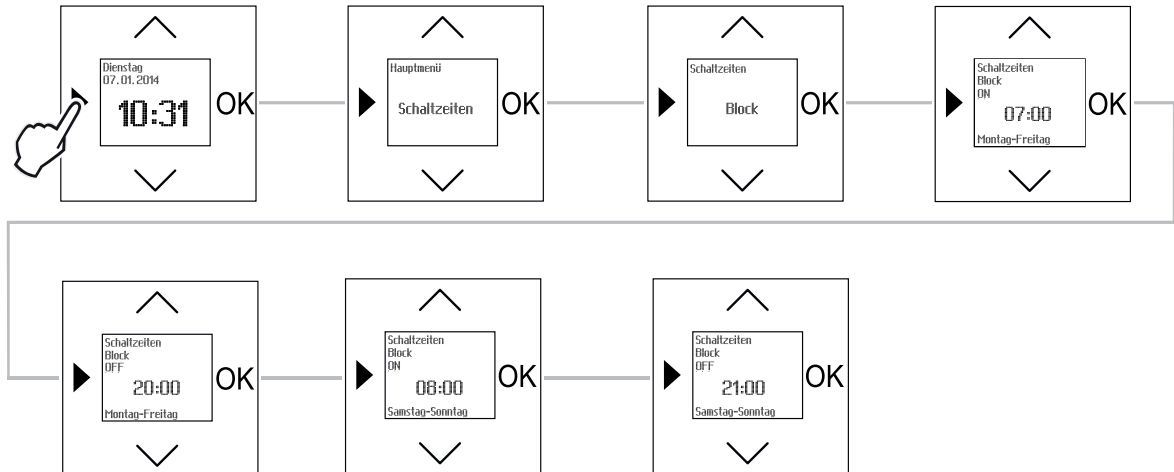 Dienstag
07.01.2014
10:31
OK
Hauptmenü
Schaltzeiten
OK
Schaltzeiten
Block
OK
Schaltzeiten
Block
ON
07:00
Montag-Freitag
OK
Schaltzeiten
Block
OFF
20:00
Montag-Freitag
OK
Schaltzeiten
Block
ON
08:00
Samstag-Sonntag
OK
Schaltzeiten
Block
OFF
21:00
Samstag-Sonntag
OK